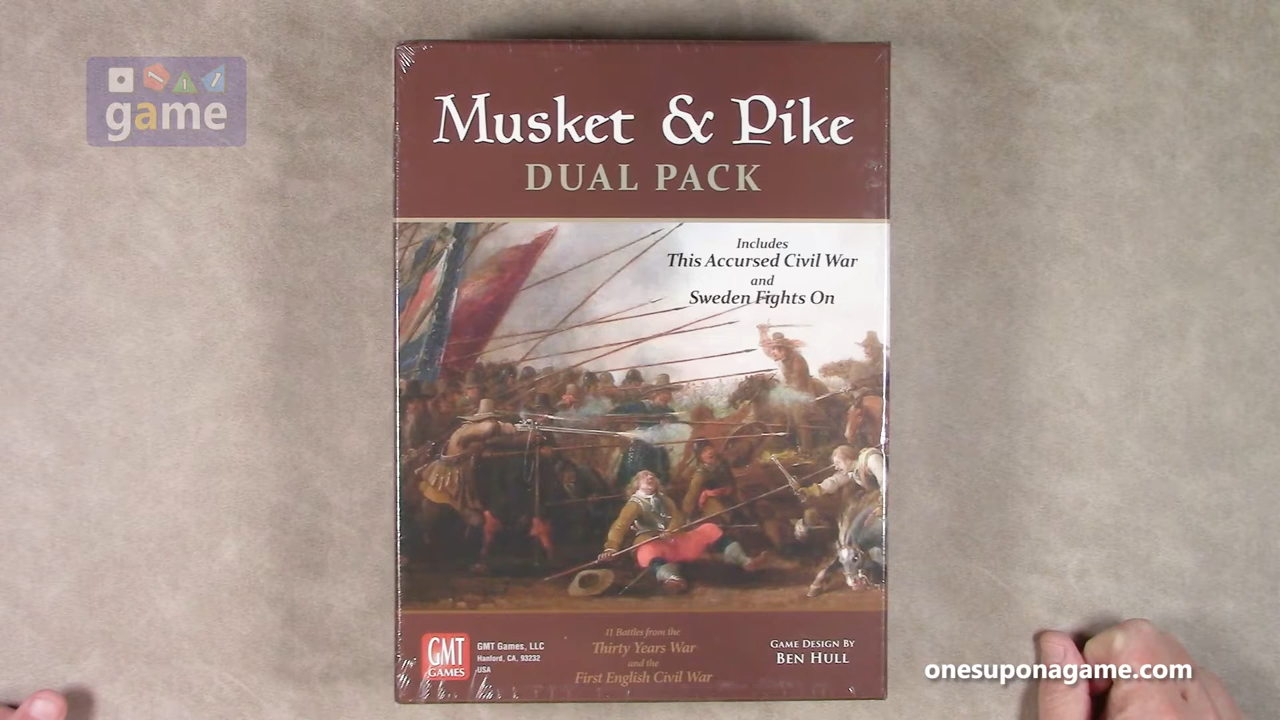 game
Musket & Pike
DUAL PACK
Includes
This Accursed Civil War
and
Sweden Fights On
11 Battles from the
Thirty Years War
and the
First English Civil War
GMT
GAMES
GMT Games, LLC
Hanford, CA, 93232
USA
GAME DESIGN BY
BEN HULL
onesuponagame.com